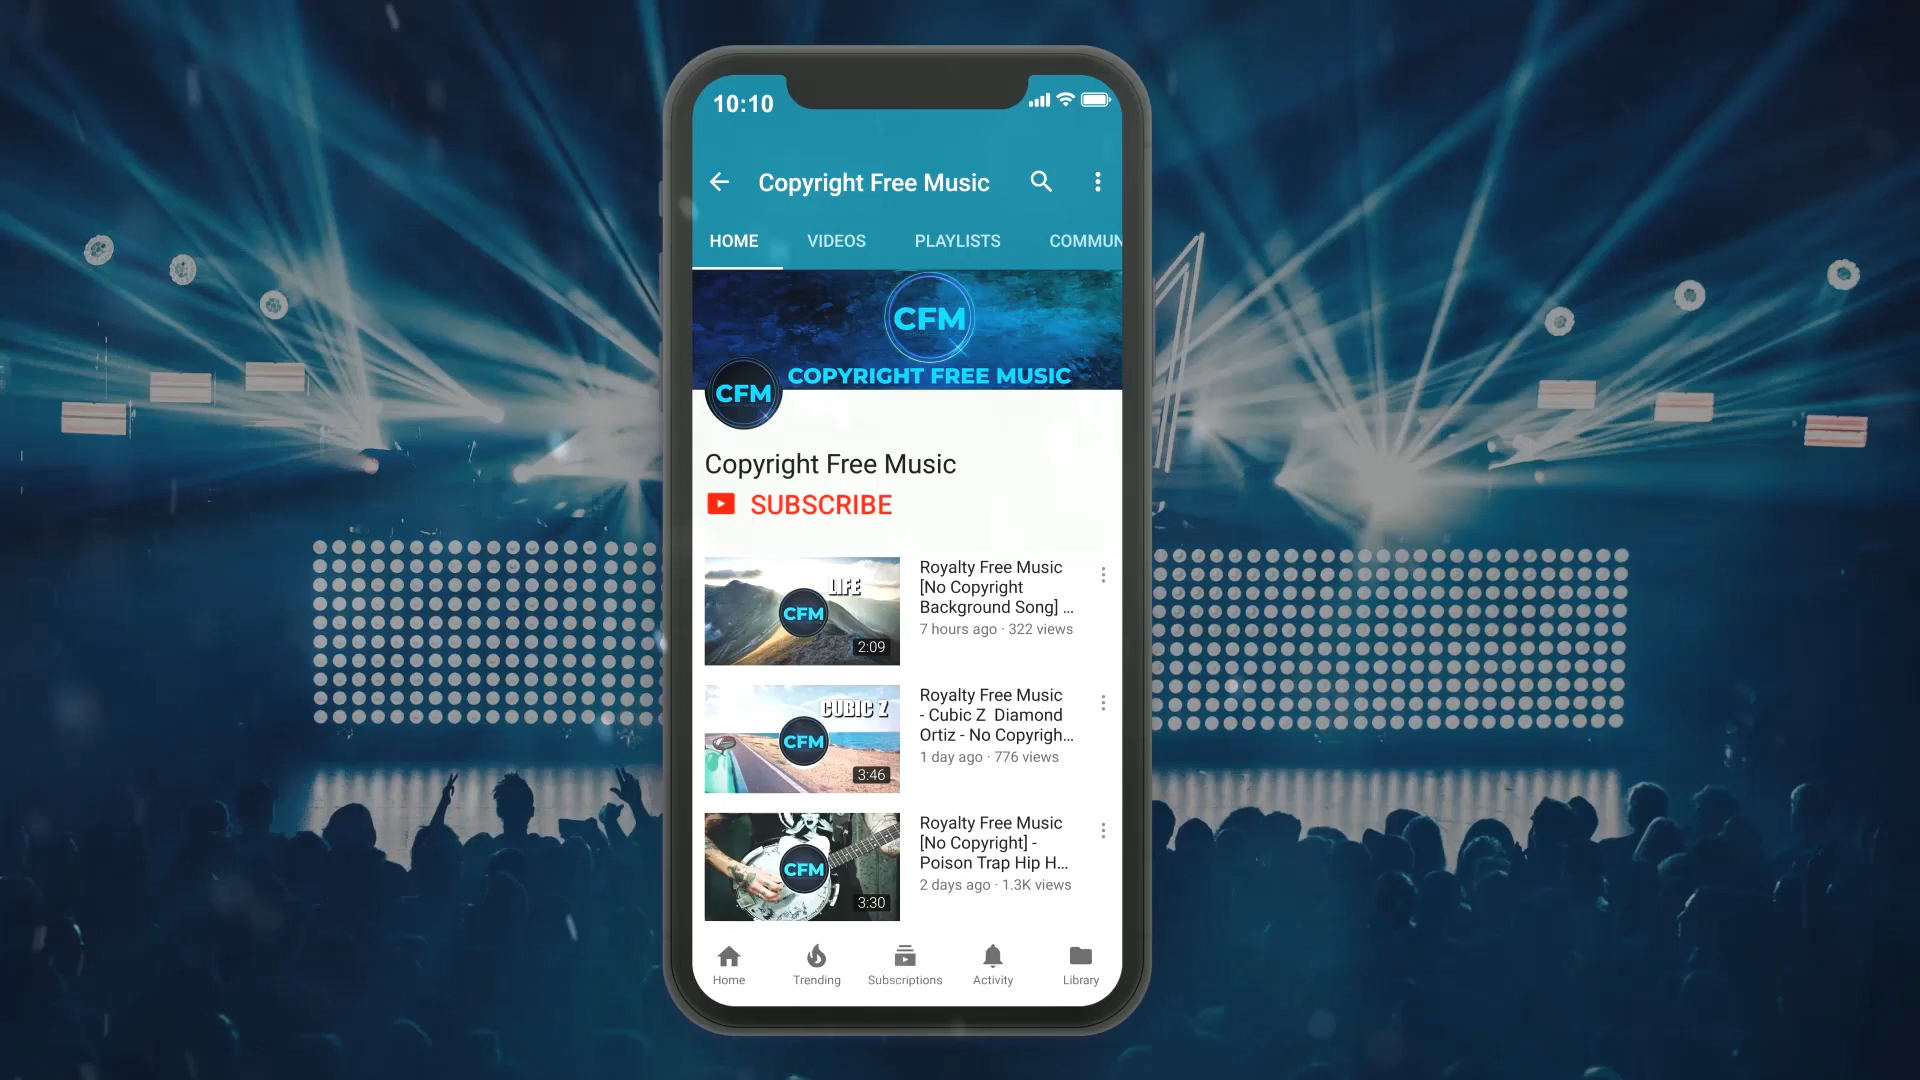 10:10
Copyright Free Music
HOME VIDEOS PLAYLISTS COMMUN
CFM
COPYRIGHT FREE MUSIC
CFM
Copyright Free Music
SUBSCRIBE
LIFE
CFM
2:09
Royalty Free Music
[No Copyright
Background Song] ...
7 hours ago · 322 views
CUBIC Z
CFM
3:46
Royalty Free Music
- Cubic Z Diamond
Ortiz - No Copyrigh...
1 day ago · 776 views
CFM
3:30
Royalty Free Music
[No Copyright] -
Poison Trap Hip H...
2 days ago · 1.3K views
Home Trending Subscriptions Activity Library